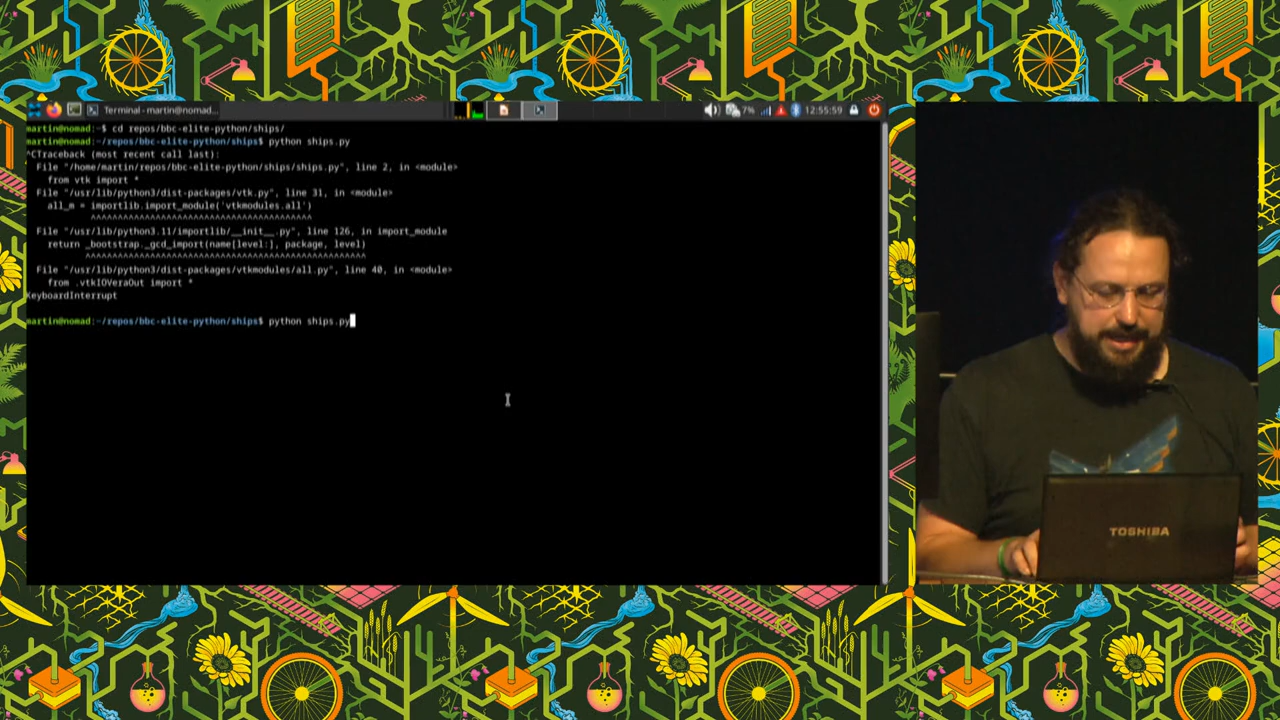 Terminal - martin@nomad...
7%
12:55:59
martin@nomad:~$ cd repos/bbc-elite-python/ships/
martin@nomad:~/repos/bbc-elite-python/ships$ python ships.py
^CTraceback (most recent call last):
File "/home/martin/repos/bbc-elite-python/ships/ships.py", line 2, in <module>
from vtk import *
File "/usr/lib/python3/dist-packages/vtk.py", line 31, in <module>
all_m = importlib.import_module('vtkmodules.all')
^^^^^^^^^^^^^^^^^^^^^^^^^^^^^^^^^^^^^^^^^
File "/usr/lib/python3.11/importlib/__init__.py", line 126, in import_module
return _bootstrap._gcd_import(name[level:], package, level)
^^^^^^^^^^^^^^^^^^^^^^^^^^^^^^^^^^^^^^^^^^^^^^^^^^^^
File "/usr/lib/python3/dist-packages/vtkmodules/all.py", line 40, in <module>
from .vtkIOVeraOut import *
KeyboardInterrupt
martin@nomad:~/repos/bbc-elite-python/ships$ python ships.py
TOSHIBA